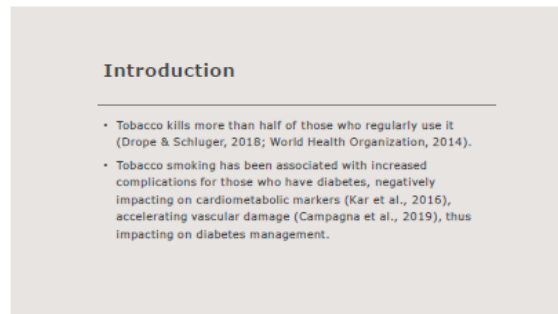 Introduction
• Tobacco kills more than half of those who regularly use it
(Drope & Schluger, 2018; World Health Organization, 2014).
• Tobacco smoking has been associated with increased
complications for those who have diabetes, negatively
impacting on cardiometabolic markers (Kar et al., 2016),
accelerating vascular damage (Campagna et al., 2019), thus
impacting on diabetes management.